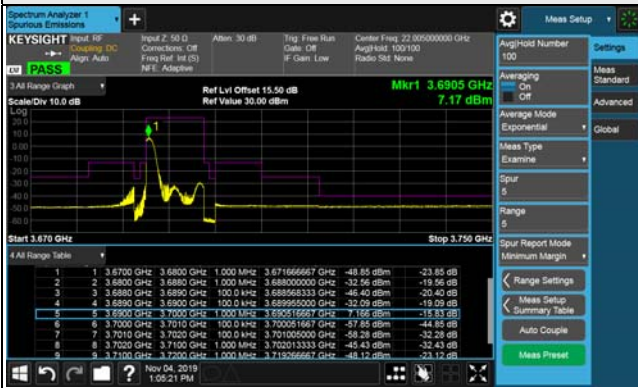 Spectrum Analyzer 1
Spurious Emissions
Meas Setup
KEYSIGHT Input: RF
Coupling: DC
Align: Auto
Input Z: 50 Ω
Corrections: Off
Freq Ref: Int (S)
NFE: Adaptive
Atten: 30 dB
Trig: Free Run
Gate: Off
IF Gain: Low
Center Freq: 22.005000000 GHz
Avg|Hold: 100/100
Radio Std: None
LM PASS
3 All Range Graph
Scale/Div 10.0 dB
Ref Lvl Offset 15.50 dB
Ref Value 30.00 dBm
Mkr1 3.6905 GHz
7.17 dBm
Log
20.0
10.0
0.00
-10.0
-20.0
-30.0
-40.0
-50.0
-60.0
1
Start 3.670 GHz
Stop 3.750 GHz
4 All Range Table
1 1 3.6700 GHz 3.6800 GHz 1.000 MHz 3.671666667 GHz -48.85 dBm -23.85 dB
2 2 3.6800 GHz 3.6880 GHz 1.000 MHz 3.688000000 GHz -32.56 dBm -19.56 dB
3 3 3.6880 GHz 3.6890 GHz 100.0 kHz 3.688568333 GHz -46.40 dBm -20.40 dB
4 4 3.6890 GHz 3.6900 GHz 100.0 kHz 3.689955000 GHz -32.09 dBm -19.09 dB
5 5 3.6900 GHz 3.7000 GHz 1.000 MHz 3.690516667 GHz 7.166 dBm -15.83 dB
6 6 3.7000 GHz 3.7010 GHz 100.0 kHz 3.700051667 GHz -57.85 dBm -44.85 dB
7 7 3.7010 GHz 3.7020 GHz 100.0 kHz 3.701005000 GHz -58.28 dBm -32.28 dB
8 8 3.7020 GHz 3.7100 GHz 1.000 MHz 3.702013333 GHz -45.43 dBm -32.43 dB
9 9 3.7100 GHz 3.7200 GHz 1.000 MHz 3.719266667 GHz -48.12 dBm -23.12 dB
Nov 04, 2019
1:05:21 PM
Avg|Hold Number
100
Averaging
On
Off
Average Mode
Exponential
Meas Type
Examine
Spur
5
Range
5
Spur Report Mode
Minimum Margin
Range Settings
Meas Setup
Summary Table
Auto Couple
Meas Preset
Settings
Meas
Standard
Advanced
Global